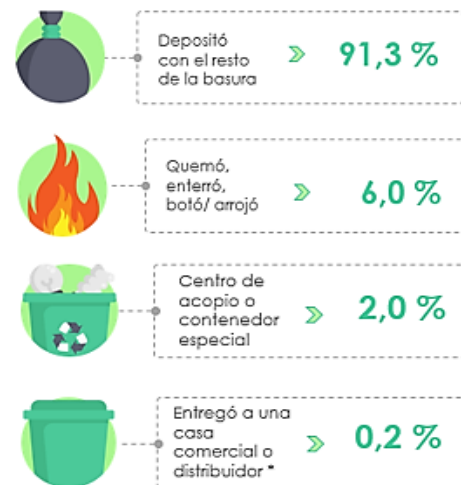 Depositó
con el resto
de la basura
91,3 %
Quemó,
enterró,
botó/ arrojó
6,0 %
Centro de
acopio o
contenedor
especial
2,0 %
Entregó a una
casa
comercial o
distribuidor *
0,2 %